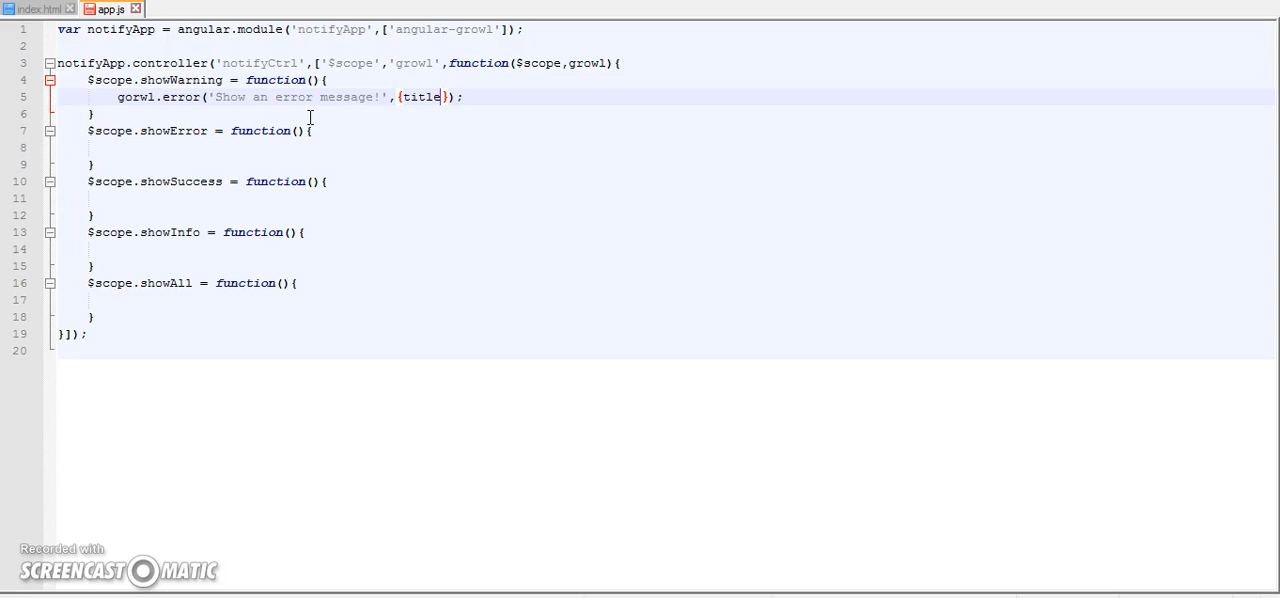 index.html app.js
1 var notifyApp = angular.module('notifyApp',['angular-growl']);
2
3 notifyApp.controller('notifyCtrl',['$scope','growl',function($scope,growl){
4 $scope.showWarning = function(){
5 gorwl.error('Show an error message!',{title});
6 }
7 $scope.showError = function(){
8
9 }
10 $scope.showSuccess = function(){
11
12 }
13 $scope.showInfo = function(){
14
15 }
16 $scope.showAll = function(){
17
18 }
19 }]);
20
Recorded with
SCREENCAST MATIC